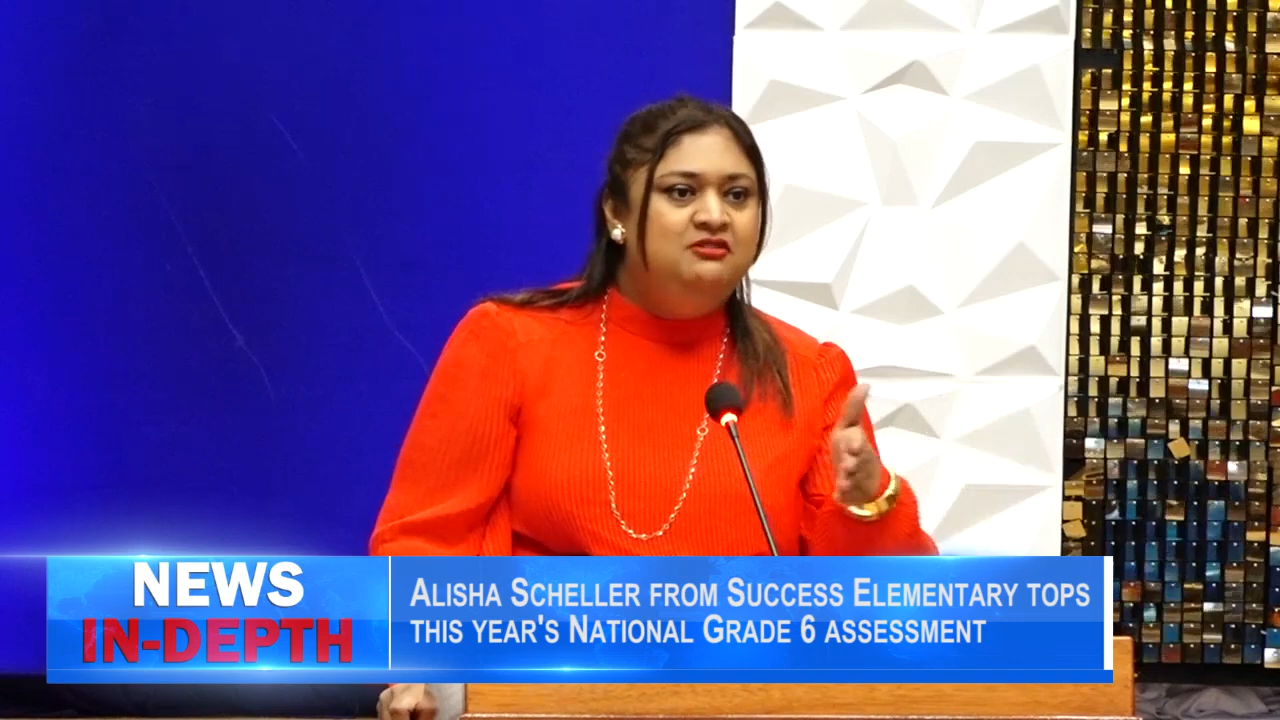 NEWS
IN-DEPTH
Alisha Scheller from Success Elementary tops
this year's National Grade 6 assessment